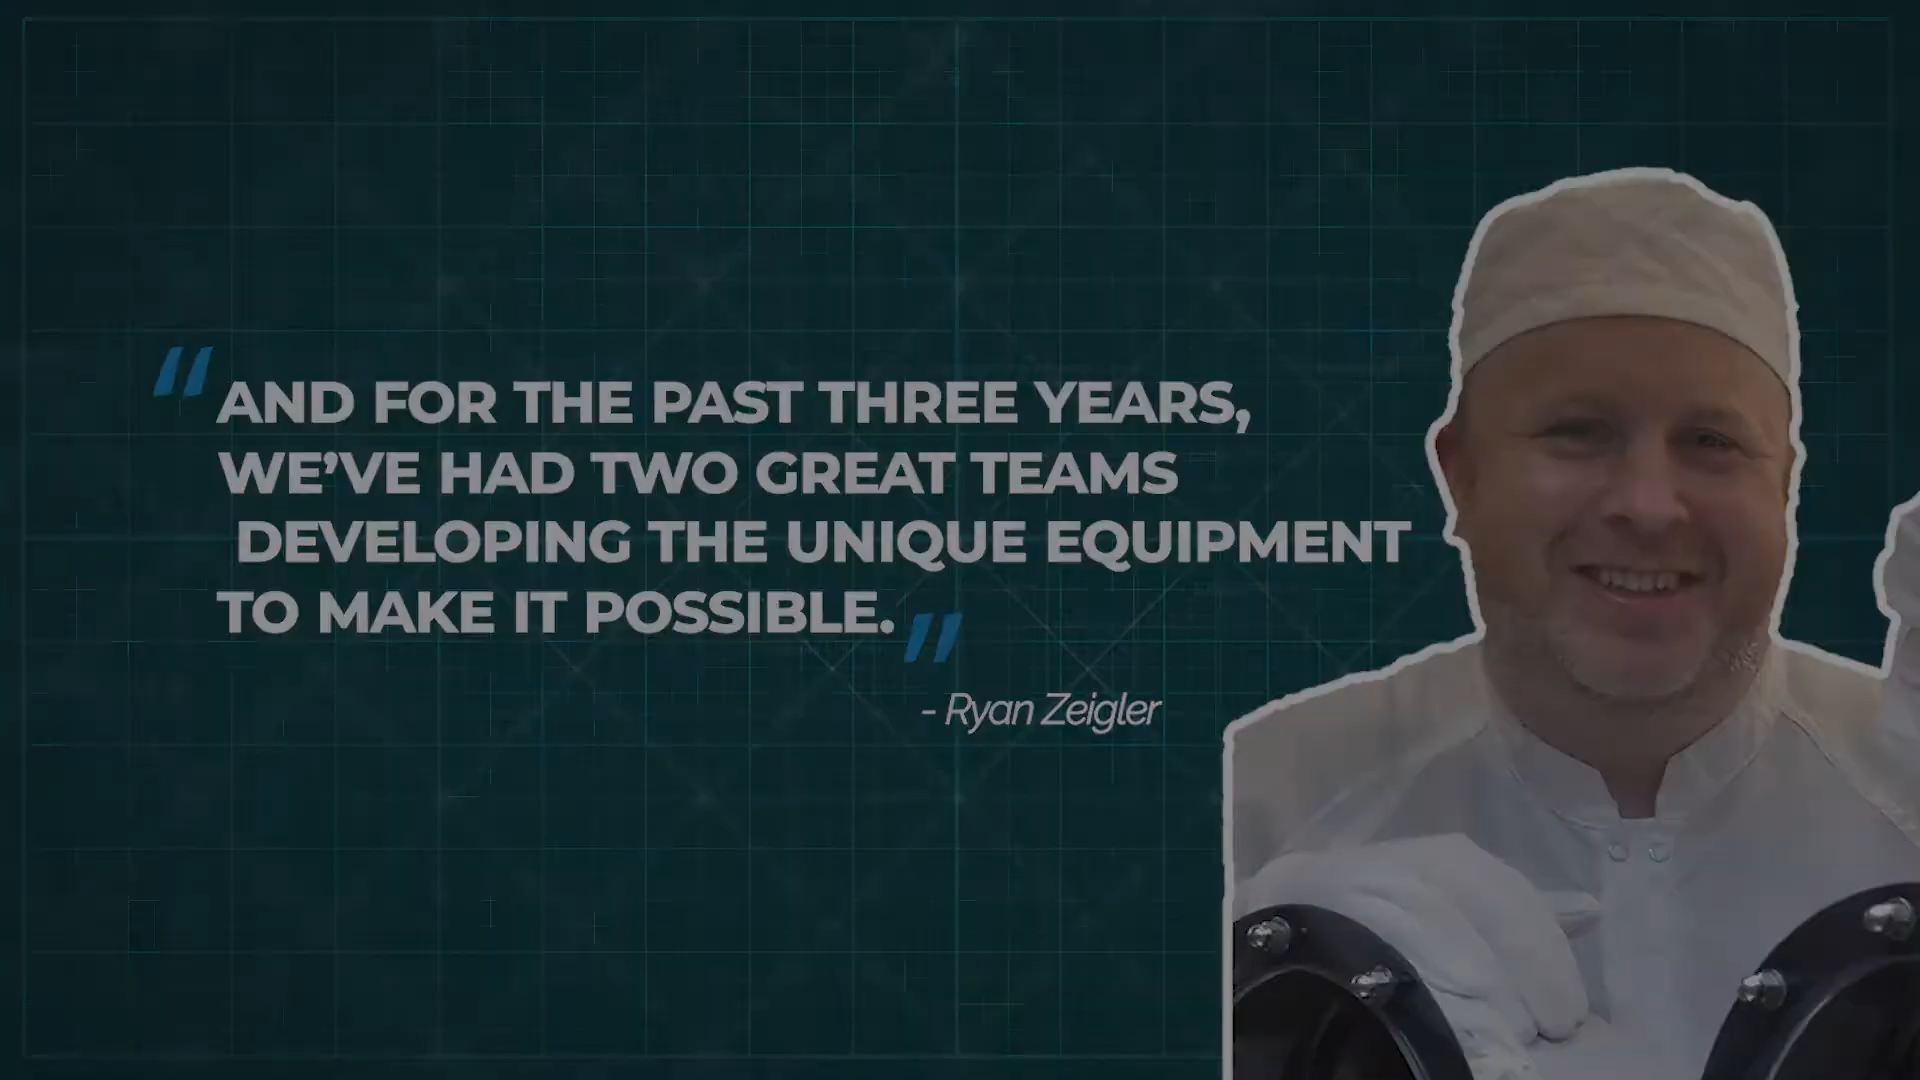 “AND FOR THE PAST THREE YEARS,
WE’VE HAD TWO GREAT TEAMS
DEVELOPING THE UNIQUE EQUIPMENT
TO MAKE IT POSSIBLE.”
- Ryan Zeigler